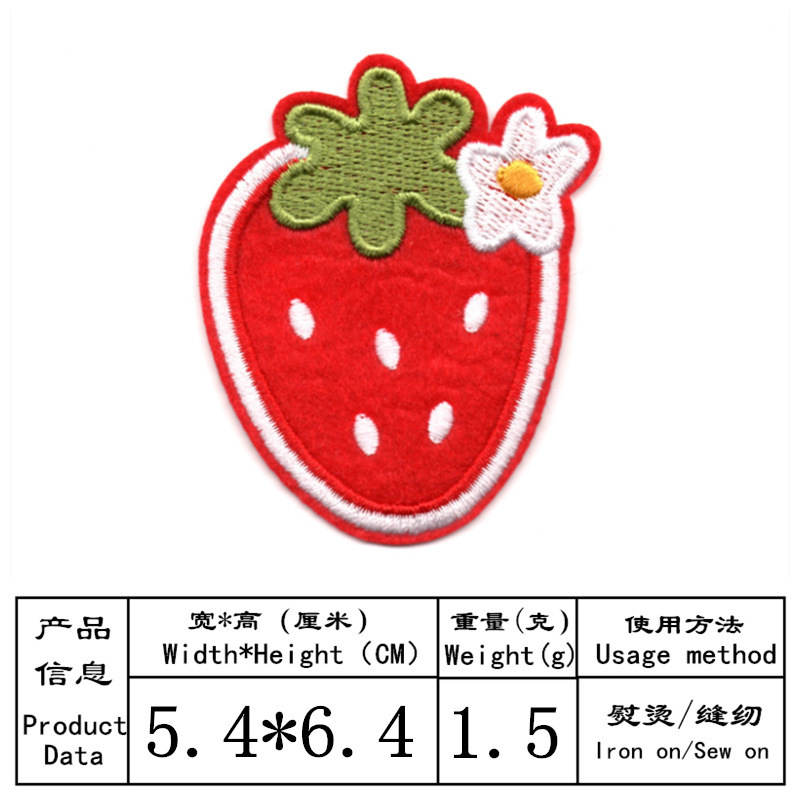 产品
信息
Product
Data
宽*高 (厘米)
Width*Height (CM)
重量(克)
Weight(g)
使用方法
Usage method
5.4*6.4
1.5
熨烫/缝纫
Iron on/Sew on